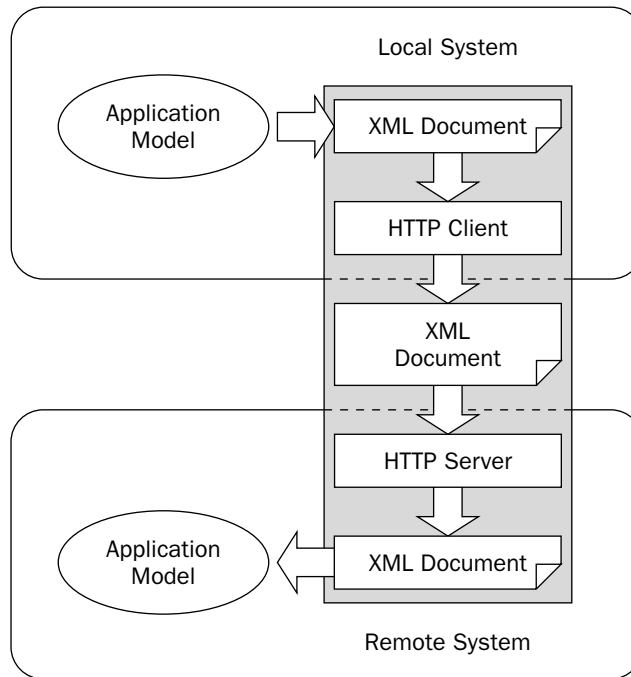 Local System
Application
Model
XML Document
HTTP Client
XML
Document
HTTP Server
Application
Model
XML Document
Remote System